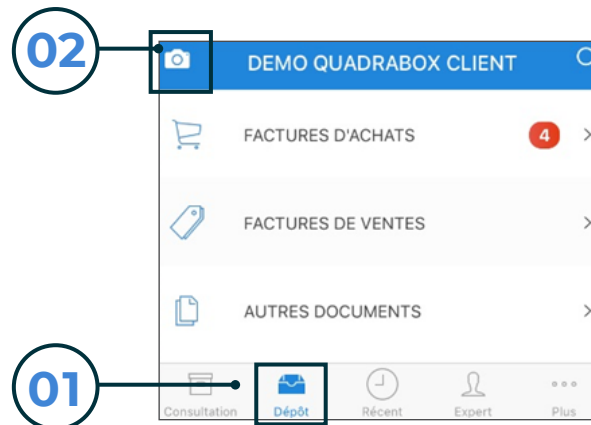 02
DEMO QUADRABOX CLIENT
FACTURES D'ACHATS 4
FACTURES DE VENTES
AUTRES DOCUMENTS
01
Consultation Dépôt Récent Expert Plus